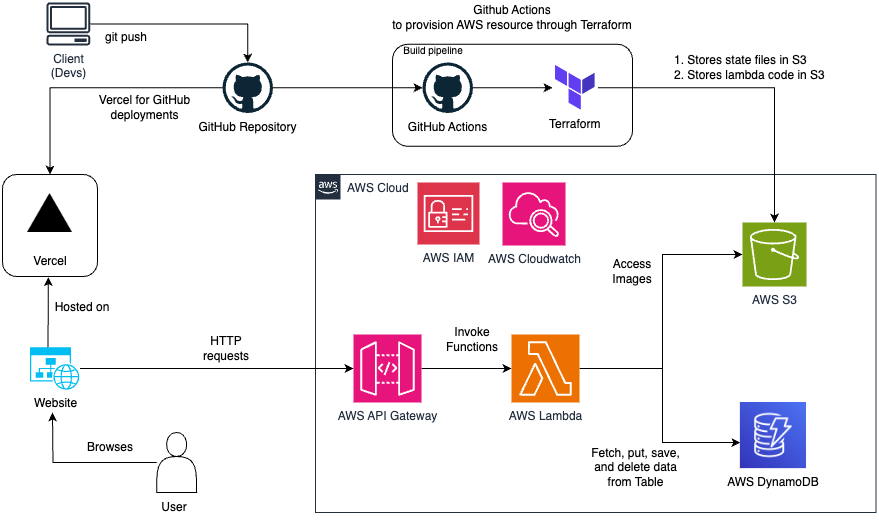 Github Actions
to provision AWS resource through Terraform
git push
Client
(Devs)
Build pipeline
1. Stores state files in S3
2. Stores lambda code in S3
Vercel for GitHub
deployments
GitHub Repository
GitHub Actions
Terraform
aws
AWS Cloud
Vercel
AWS IAM
AWS Cloudwatch
Access
Images
AWS S3
Hosted on
HTTP
requests
Invoke
Functions
</>
Website
AWS API Gateway
AWS Lambda
Browses
Fetch, put, save,
and delete data
from Table
AWS DynamoDB
User